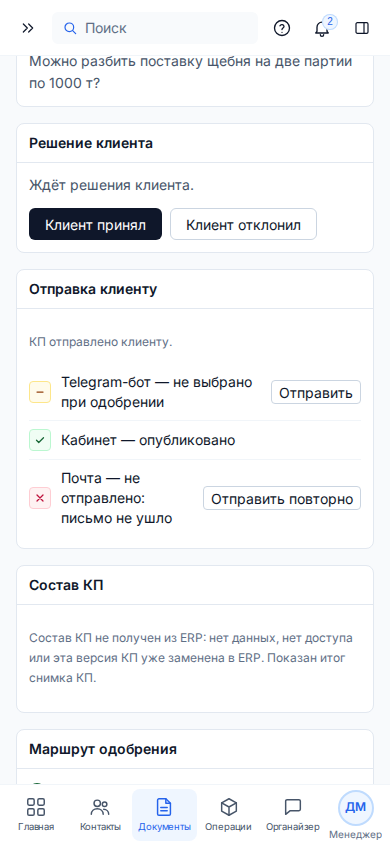 Поиск
2
Можно разбить поставку щебня на две партии
по 1000 т?
Решение клиента
Ждёт решения клиента.
Клиент принял
Клиент отклонил
Отправка клиенту
КП отправлено клиенту.
Telegram-бот — не выбрано
при одобрении
Отправить
Кабинет — опубликовано
Почта — не
отправлено:
письмо не ушло
Отправить повторно
Состав КП
Состав КП не получен из ERP: нет данных, нет доступа
или эта версия КП уже заменена в ERP. Показан итог
снимка КП.
Маршрут одобрения
Главная
Контакты
Документы
Операции
Органайзер
ДМ
Менеджер